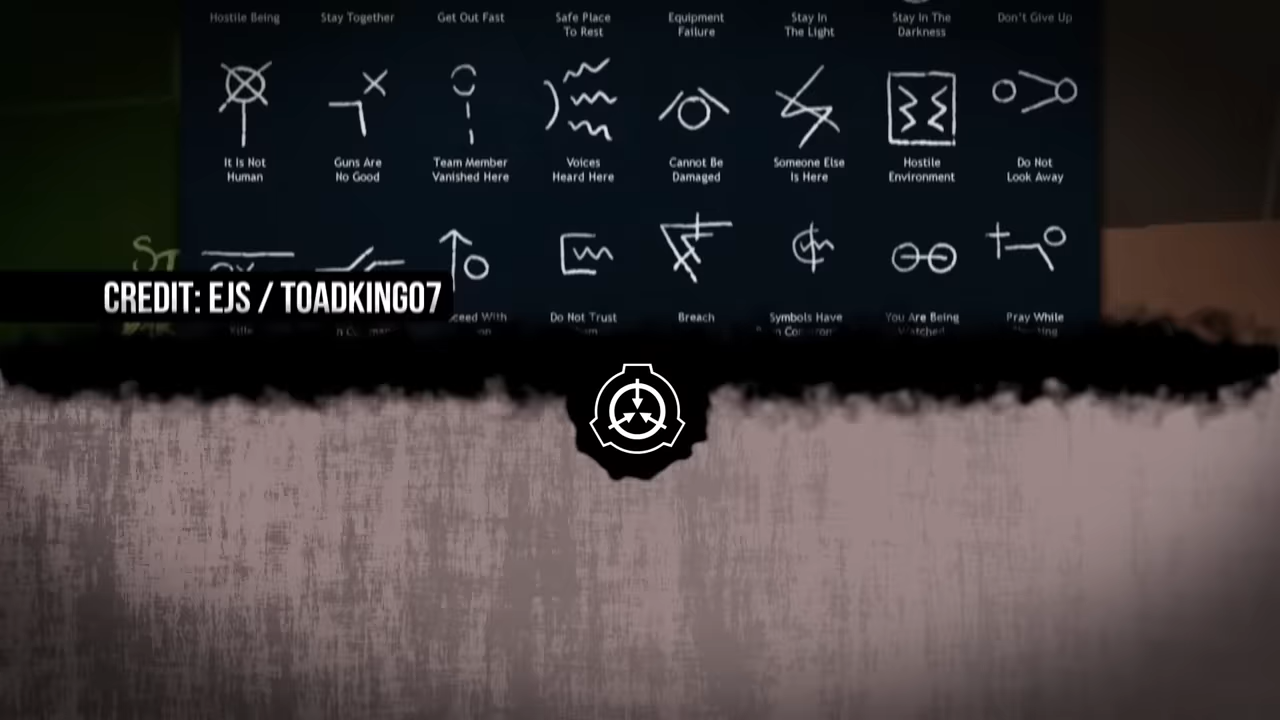 Hostile Being
Stay Together
Get Out Fast
Safe Place
To Rest
Equipment
Failure
Stay In
The Light
Stay In The
Darkness
Don't Give Up
It Is Not
Human
Guns Are
No Good
Team Member
Vanished Here
Voices
Heard Here
Cannot Be
Damaged
Someone Else
Is Here
Hostile
Environment
Do Not
Look Away
CREDIT: EJS / TOADKING07
With
Do Not Trust
Breach
Symbols Have
You Are Being
Watched
Pray While